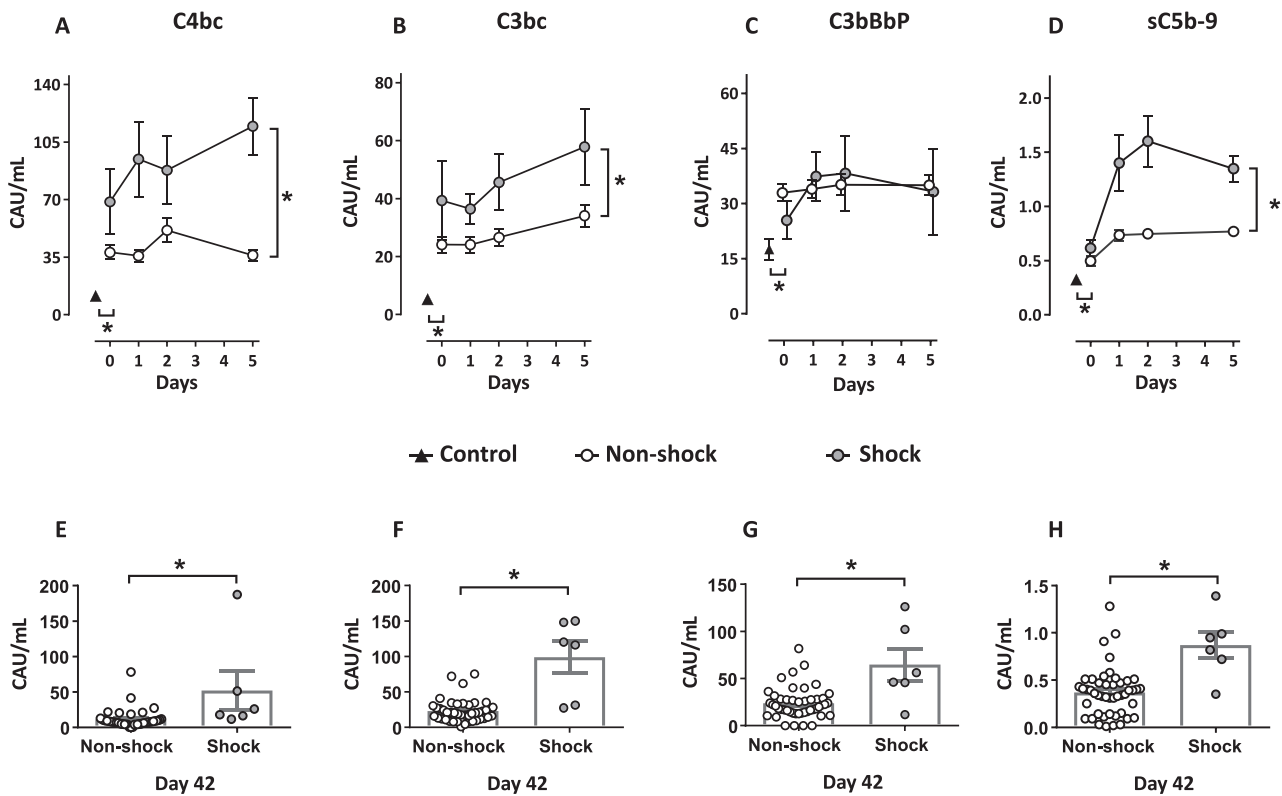 A C4bc
B C3bc
C C3bBbP
D sC5b-9
CAU/mL
140
105
70
35
0
*
*
0 1 2 3 4 5
Days
CAU/mL
80
60
40
20
0
*
*
0 1 2 3 4 5
Days
CAU/mL
60
45
30
15
0
*
0 1 2 3 4 5
Days
CAU/mL
2.0
1.5
1.0
0.5
0.0
*
*
0 1 2 3 4 5
Days
Control Non-shock Shock
E
CAU/mL
200
150
100
50
0
*
Non-shock Shock
Day 42
F
CAU/mL
200
150
100
50
0
*
Non-shock Shock
Day 42
G
CAU/mL
150
100
50
0
*
Non-shock Shock
Day 42
H
CAU/mL
1.5
1.0
0.5
0.0
*
Non-shock Shock
Day 42